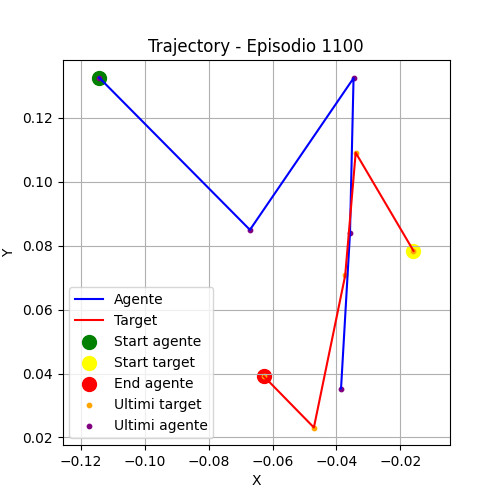 Trajectory - Episodio 1100
Y
0.12
0.10
0.08
0.06
0.04
0.02
Agente
Target
Start agente
Start target
End agente
Ultimi target
Ultimi agente
−0.12 −0.10 −0.08 −0.06 −0.04 −0.02
X